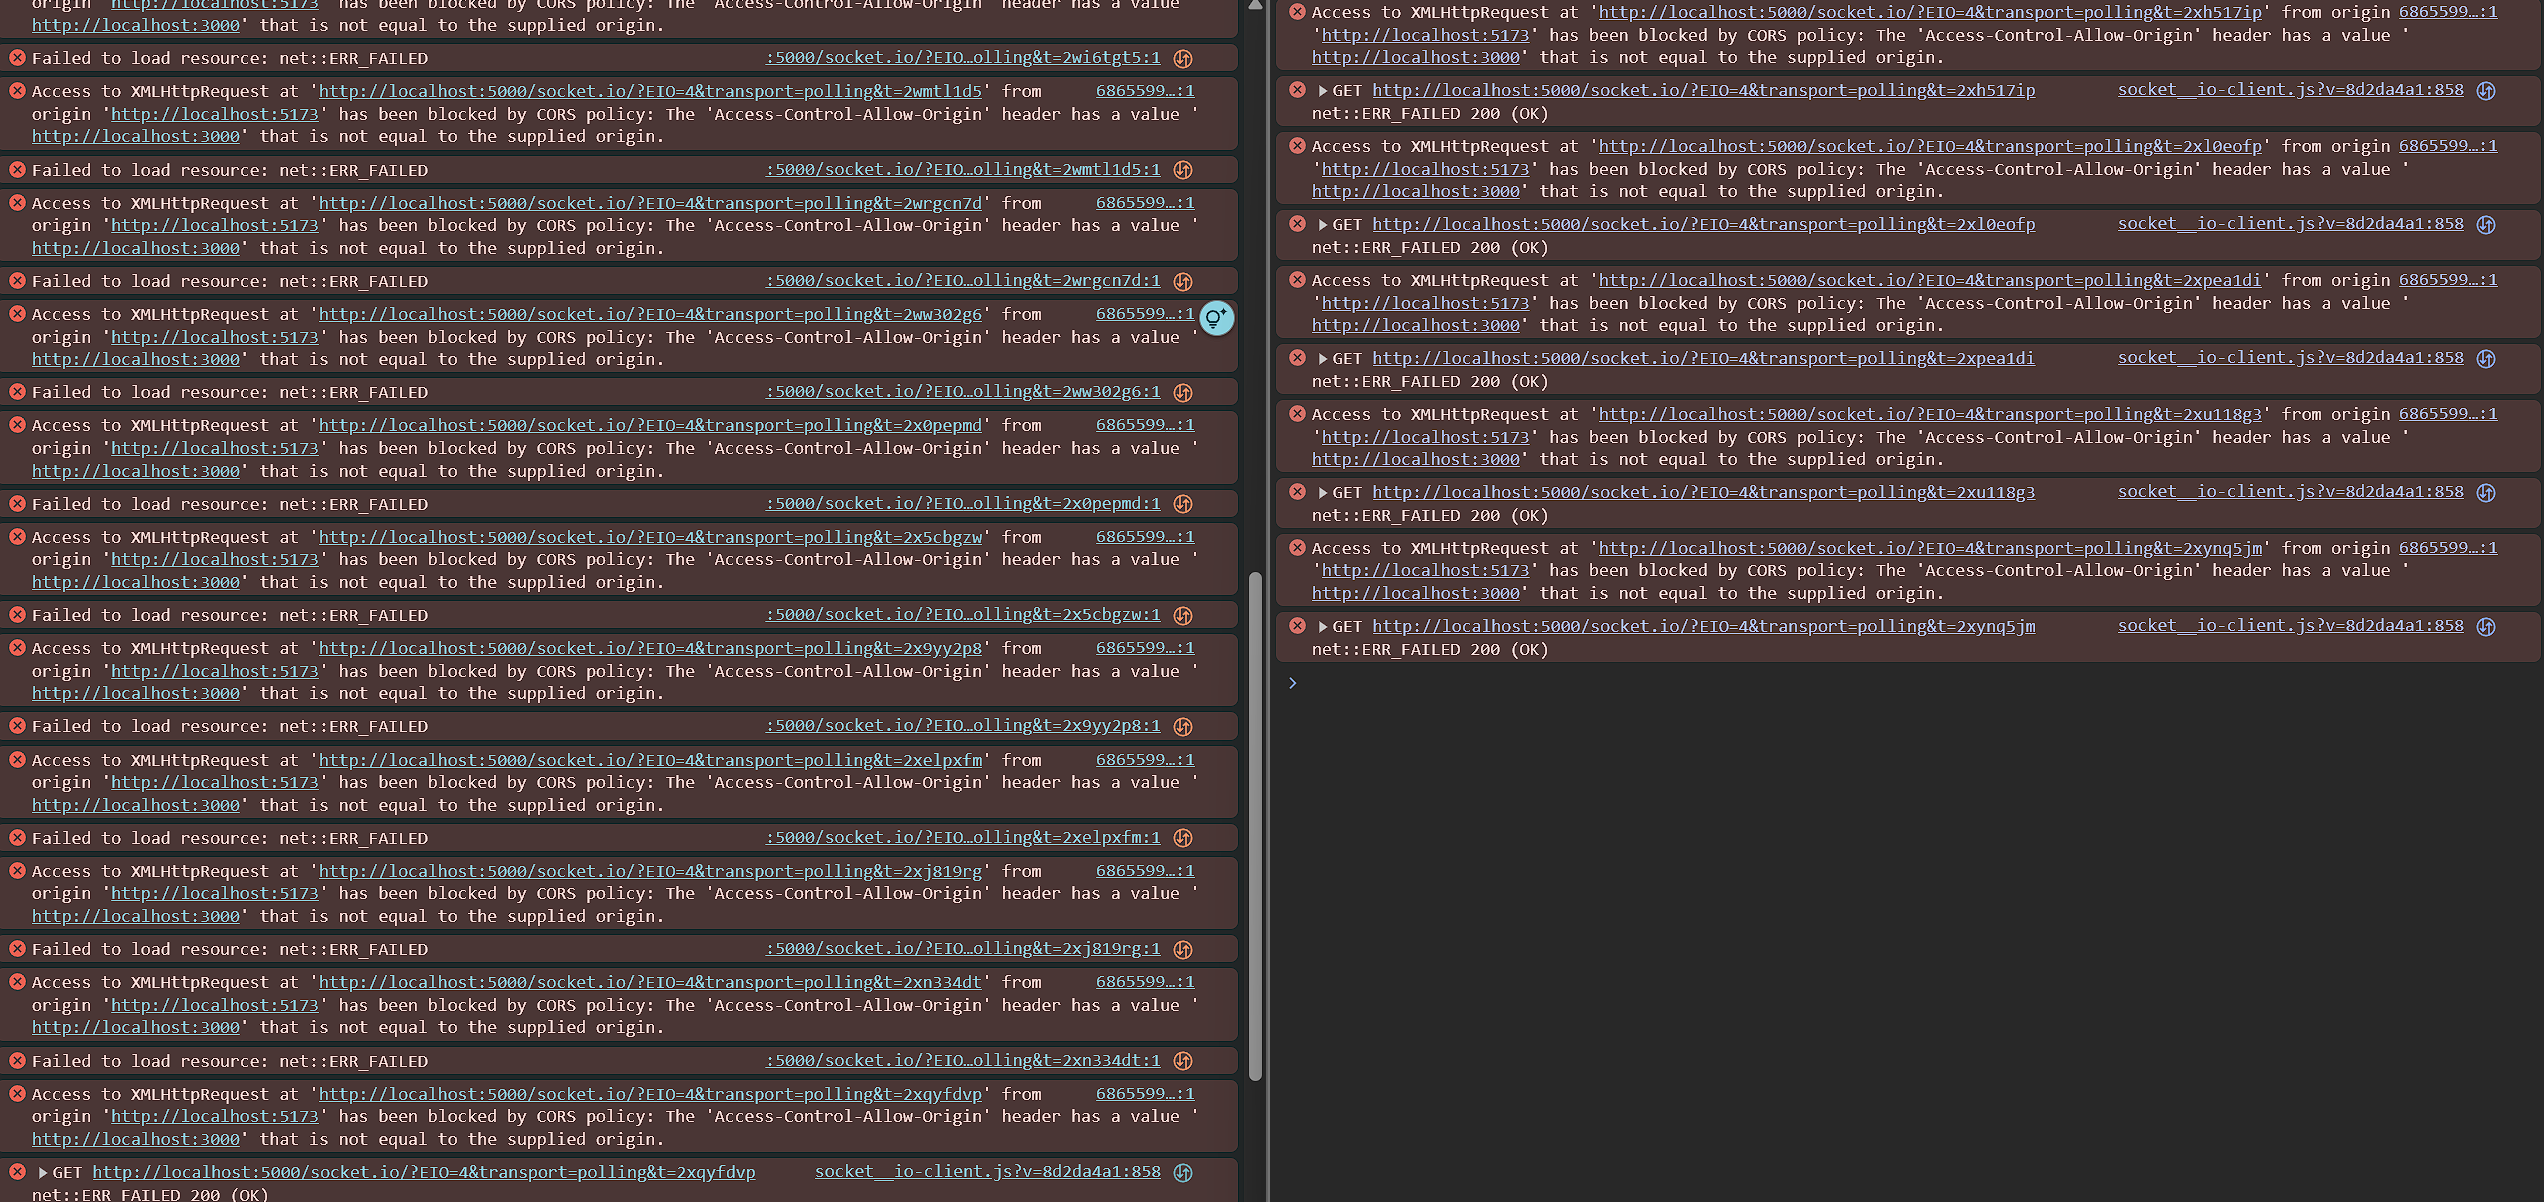 origin 'http://localhost:5173' has been blocked by CORS policy: The 'Access-Control-Allow-Origin' header has a value '
http://localhost:3000' that is not equal to the supplied origin.
Failed to load resource: net::ERR_FAILED :5000/socket.io/?EIO…olling&t=2wi6tgt5:1
Access to XMLHttpRequest at 'http://localhost:5000/socket.io/?EIO=4&transport=polling&t=2wmtl1d5' from 6865599…:1
origin 'http://localhost:5173' has been blocked by CORS policy: The 'Access-Control-Allow-Origin' header has a value '
http://localhost:3000' that is not equal to the supplied origin.
Failed to load resource: net::ERR_FAILED :5000/socket.io/?EIO…olling&t=2wmtl1d5:1
Access to XMLHttpRequest at 'http://localhost:5000/socket.io/?EIO=4&transport=polling&t=2wrgcn7d' from 6865599…:1
origin 'http://localhost:5173' has been blocked by CORS policy: The 'Access-Control-Allow-Origin' header has a value '
http://localhost:3000' that is not equal to the supplied origin.
Failed to load resource: net::ERR_FAILED :5000/socket.io/?EIO…olling&t=2wrgcn7d:1
Access to XMLHttpRequest at 'http://localhost:5000/socket.io/?EIO=4&transport=polling&t=2ww302g6' from 6865599…:1
origin 'http://localhost:5173' has been blocked by CORS policy: The 'Access-Control-Allow-Origin' header has a value '
http://localhost:3000' that is not equal to the supplied origin.
Failed to load resource: net::ERR_FAILED :5000/socket.io/?EIO…olling&t=2ww302g6:1
Access to XMLHttpRequest at 'http://localhost:5000/socket.io/?EIO=4&transport=polling&t=2x0pepmd' from 6865599…:1
origin 'http://localhost:5173' has been blocked by CORS policy: The 'Access-Control-Allow-Origin' header has a value '
http://localhost:3000' that is not equal to the supplied origin.
Failed to load resource: net::ERR_FAILED :5000/socket.io/?EIO…olling&t=2x0pepmd:1
Access to XMLHttpRequest at 'http://localhost:5000/socket.io/?EIO=4&transport=polling&t=2x5cbgzw' from 6865599…:1
origin 'http://localhost:5173' has been blocked by CORS policy: The 'Access-Control-Allow-Origin' header has a value '
http://localhost:3000' that is not equal to the supplied origin.
Failed to load resource: net::ERR_FAILED :5000/socket.io/?EIO…olling&t=2x5cbgzw:1
Access to XMLHttpRequest at 'http://localhost:5000/socket.io/?EIO=4&transport=polling&t=2x9yy2p8' from 6865599…:1
origin 'http://localhost:5173' has been blocked by CORS policy: The 'Access-Control-Allow-Origin' header has a value '
http://localhost:3000' that is not equal to the supplied origin.
Failed to load resource: net::ERR_FAILED :5000/socket.io/?EIO…olling&t=2x9yy2p8:1
Access to XMLHttpRequest at 'http://localhost:5000/socket.io/?EIO=4&transport=polling&t=2xelpxfm' from 6865599…:1
origin 'http://localhost:5173' has been blocked by CORS policy: The 'Access-Control-Allow-Origin' header has a value '
http://localhost:3000' that is not equal to the supplied origin.
Failed to load resource: net::ERR_FAILED :5000/socket.io/?EIO…olling&t=2xelpxfm:1
Access to XMLHttpRequest at 'http://localhost:5000/socket.io/?EIO=4&transport=polling&t=2xj819rg' from 6865599…:1
origin 'http://localhost:5173' has been blocked by CORS policy: The 'Access-Control-Allow-Origin' header has a value '
http://localhost:3000' that is not equal to the supplied origin.
Failed to load resource: net::ERR_FAILED :5000/socket.io/?EIO…olling&t=2xj819rg:1
Access to XMLHttpRequest at 'http://localhost:5000/socket.io/?EIO=4&transport=polling&t=2xn334dt' from 6865599…:1
origin 'http://localhost:5173' has been blocked by CORS policy: The 'Access-Control-Allow-Origin' header has a value '
http://localhost:3000' that is not equal to the supplied origin.
Failed to load resource: net::ERR_FAILED :5000/socket.io/?EIO…olling&t=2xn334dt:1
Access to XMLHttpRequest at 'http://localhost:5000/socket.io/?EIO=4&transport=polling&t=2xqyfdvp' from 6865599…:1
origin 'http://localhost:5173' has been blocked by CORS policy: The 'Access-Control-Allow-Origin' header has a value '
http://localhost:3000' that is not equal to the supplied origin.
GET http://localhost:5000/socket.io/?EIO=4&transport=polling&t=2xqyfdvp socket__io-client.js?v=8d2da4a1:858
net::ERR_FAILED 200 (OK)
Access to XMLHttpRequest at 'http://localhost:5000/socket.io/?EIO=4&transport=polling&t=2xh517ip' from origin 6865599…:1
'http://localhost:5173' has been blocked by CORS policy: The 'Access-Control-Allow-Origin' header has a value '
http://localhost:3000' that is not equal to the supplied origin.
GET http://localhost:5000/socket.io/?EIO=4&transport=polling&t=2xh517ip socket__io-client.js?v=8d2da4a1:858
net::ERR_FAILED 200 (OK)
Access to XMLHttpRequest at 'http://localhost:5000/socket.io/?EIO=4&transport=polling&t=2xl0eofp' from origin 6865599…:1
'http://localhost:5173' has been blocked by CORS policy: The 'Access-Control-Allow-Origin' header has a value '
http://localhost:3000' that is not equal to the supplied origin.
GET http://localhost:5000/socket.io/?EIO=4&transport=polling&t=2xl0eofp socket__io-client.js?v=8d2da4a1:858
net::ERR_FAILED 200 (OK)
Access to XMLHttpRequest at 'http://localhost:5000/socket.io/?EIO=4&transport=polling&t=2xpea1di' from origin 6865599…:1
'http://localhost:5173' has been blocked by CORS policy: The 'Access-Control-Allow-Origin' header has a value '
http://localhost:3000' that is not equal to the supplied origin.
GET http://localhost:5000/socket.io/?EIO=4&transport=polling&t=2xpea1di socket__io-client.js?v=8d2da4a1:858
net::ERR_FAILED 200 (OK)
Access to XMLHttpRequest at 'http://localhost:5000/socket.io/?EIO=4&transport=polling&t=2xu118g3' from origin 6865599…:1
'http://localhost:5173' has been blocked by CORS policy: The 'Access-Control-Allow-Origin' header has a value '
http://localhost:3000' that is not equal to the supplied origin.
GET http://localhost:5000/socket.io/?EIO=4&transport=polling&t=2xu118g3 socket__io-client.js?v=8d2da4a1:858
net::ERR_FAILED 200 (OK)
Access to XMLHttpRequest at 'http://localhost:5000/socket.io/?EIO=4&transport=polling&t=2xynq5jm' from origin 6865599…:1
'http://localhost:5173' has been blocked by CORS policy: The 'Access-Control-Allow-Origin' header has a value '
http://localhost:3000' that is not equal to the supplied origin.
GET http://localhost:5000/socket.io/?EIO=4&transport=polling&t=2xynq5jm socket__io-client.js?v=8d2da4a1:858
net::ERR_FAILED 200 (OK)